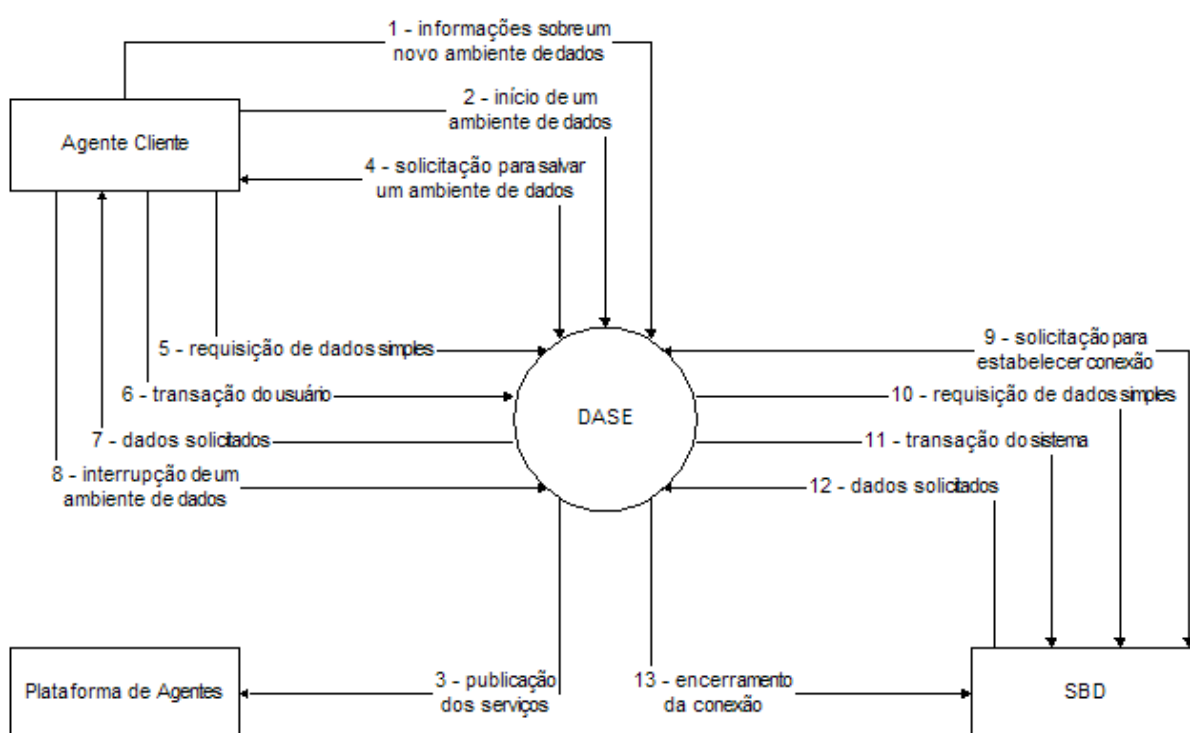 1 - informações sobre um
novo ambiente de dados
2 - início de um
ambiente de dados
Agente Cliente
4 - solicitação para salvar
um ambiente de dados
5 - requisição de dados simples
9 - solicitação para
estabelecer conexão
6 - transação do usuário
10 - requisição de dados simples
DASE
7 - dados solicitados
11 - transação do sistema
8 - interrupção de um
ambiente de dados
12 - dados solicitados
Plataforma de Agentes
3 - publicação
dos serviços
13 - encerramento
da conexão
SBD